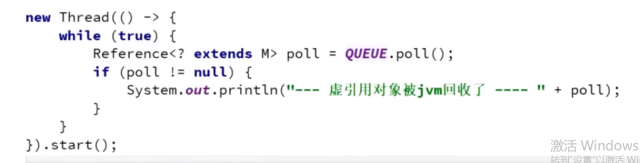 new Thread(() -> {
    while (true) {
        Reference<? extends M> poll = QUEUE.poll();
        if (poll != null) {
            System.out.println("--- 虚引用对象被jvm回收了 ---- " + poll);
        }
    }
}).start();
激活 Windows
转到"设置"以激活 Wi